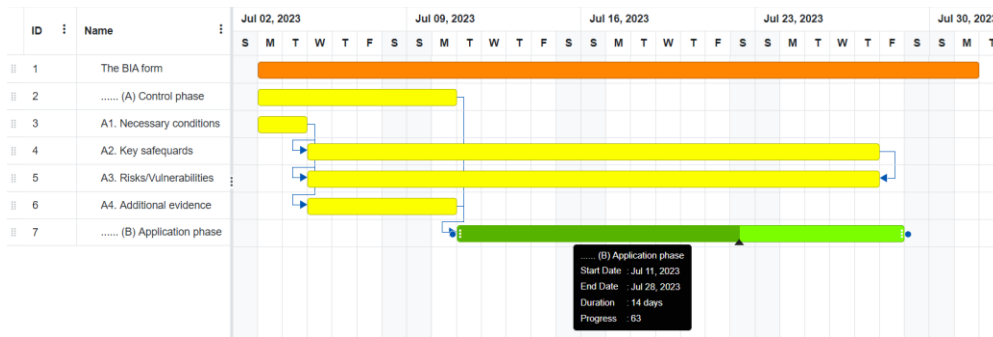 Jul 02, 2023 Jul 09, 2023 Jul 16, 2023 Jul 23, 2023 Jul 30, 2023
ID Name
S M T W T F S S M T W T F S S M T W T F S S M T W T F S S M T
1 The BIA form
2 ...... (A) Control phase
3 A1. Necessary conditions
4 A2. Key safequards
5 A3. Risks/Vulnerabilities
6 A4. Additional evidence
7 ...... (B) Application phase
...... (B) Application phase
Start Date : Jul 11, 2023
End Date : Jul 28, 2023
Duration : 14 days
Progress : 63